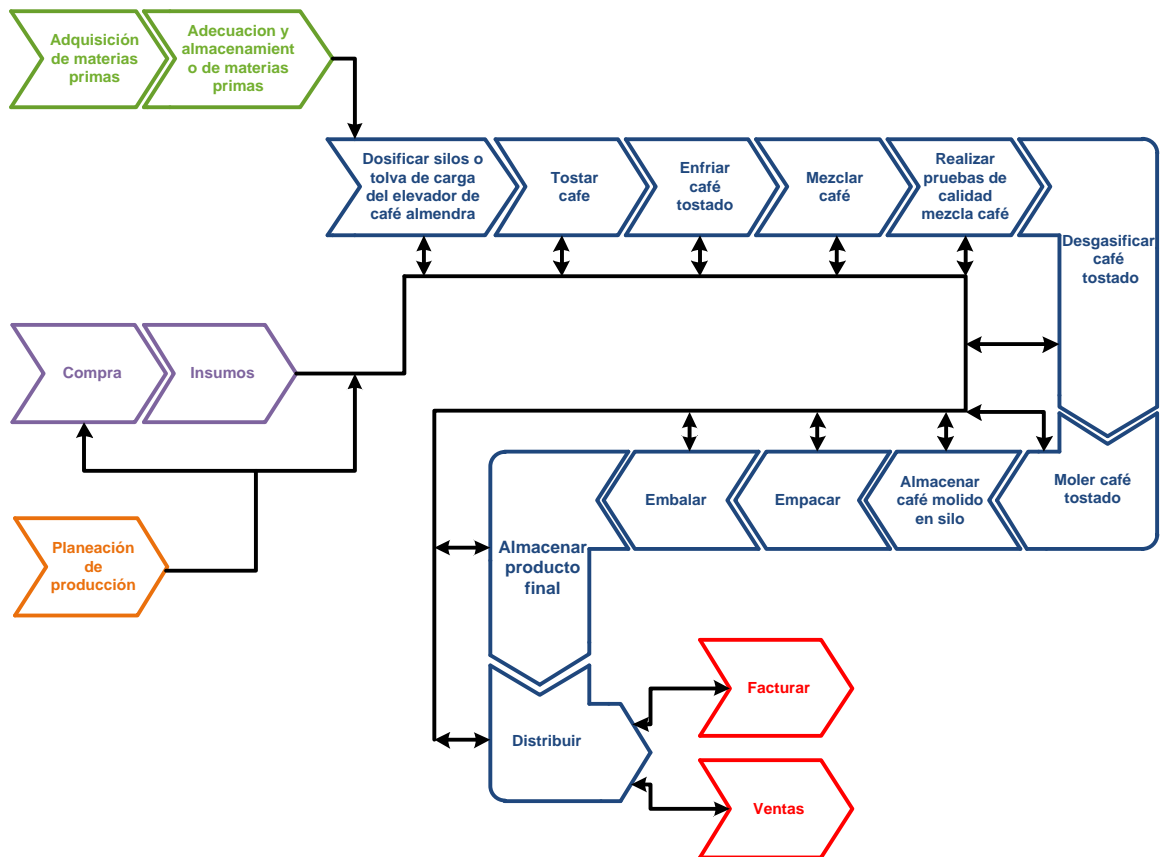 Adquisición
de materias
primas
Adecuacion y
almacenamient
o de materias
primas
Dosificar silos o
tolva de carga
del elevador de
café almendra
Tostar
cafe
Enfriar
café
tostado
Mezclar
café
Realizar
pruebas de
calidad
mezcla café
Desgasificar
café
tostado
Compra
Insumos
Moler café
tostado
Almacenar
café molido
en silo
Empacar
Embalar
Almacenar
producto
final
Planeación
de
producción
Distribuir
Facturar
Ventas